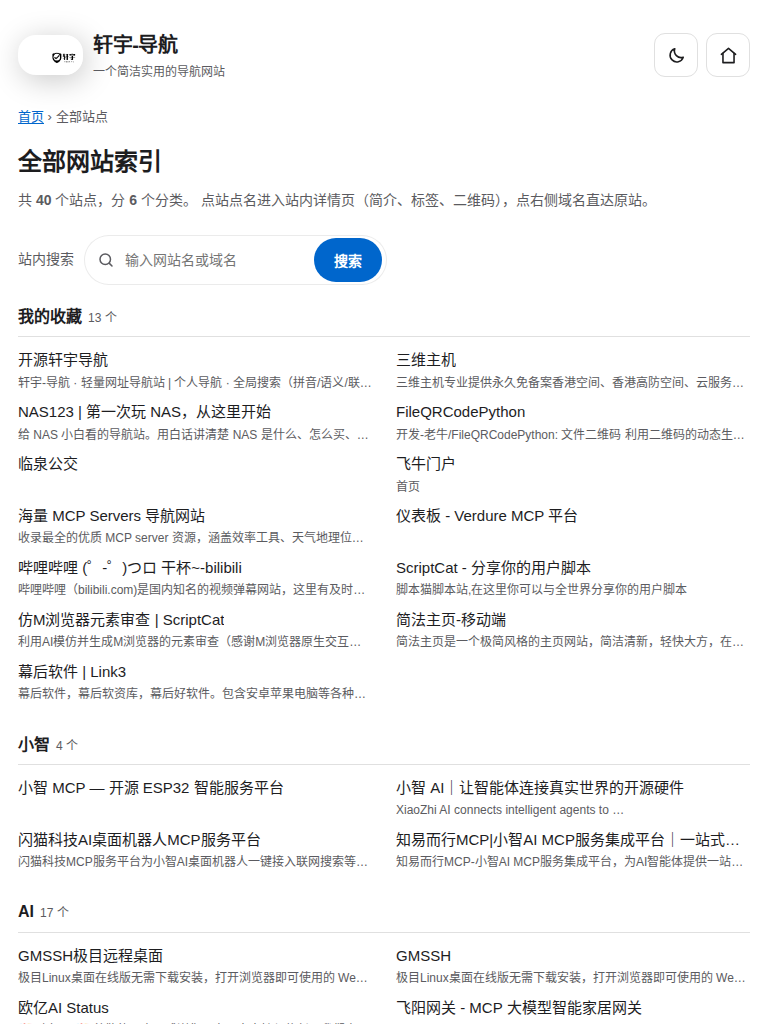 轩宇
轩宇-导航
一个简洁实用的导航网站
首页 › 全部站点
全部网站索引
共 40 个站点，分 6 个分类。 点站点名进入站内详情页（简介、标签、二维码），点右侧域名直达原站。
站内搜索
输入网站名或域名
搜索
我的收藏 13 个
开源轩宇导航
轩宇-导航 · 轻量网址导航站 | 个人导航 · 全局搜索（拼音/语义/联…
三维主机
三维主机专业提供永久免备案香港空间、香港高防空间、云服务…
NAS123 | 第一次玩 NAS，从这里开始
给 NAS 小白看的导航站。用白话讲清楚 NAS 是什么、怎么买、…
FileQRCodePython
开发-老牛/FileQRCodePython: 文件二维码 利用二维码的动态生…
临泉公交
飞牛门户
首页
海量 MCP Servers 导航网站
收录最全的优质 MCP server 资源，涵盖效率工具、天气地理位…
仪表板 - Verdure MCP 平台
哔哩哔哩 (゜-゜)つロ 干杯~-bilibili
哔哩哔哩（bilibili.com)是国内知名的视频弹幕网站，这里有及时…
ScriptCat - 分享你的用户脚本
脚本猫脚本站,在这里你可以与全世界分享你的用户脚本
仿M浏览器元素审查 | ScriptCat
利用AI模仿并生成M浏览器的元素审查（感谢M浏览器原生交互…
简法主页-移动端
简法主页是一个极简风格的主页网站，简洁清新，轻快大方，在…
幕后软件 | Link3
幕后软件，幕后软资库，幕后好软件。包含安卓苹果电脑等各种…
小智 4 个
小智 MCP — 开源 ESP32 智能服务平台
小智 AI｜让智能体连接真实世界的开源硬件
XiaoZhi AI connects intelligent agents to …
闪猫科技AI桌面机器人MCP服务平台
闪猫科技MCP服务平台为小智AI桌面机器人一键接入联网搜索等…
知易而行MCP|小智AI MCP服务集成平台｜一站式…
知易而行MCP-小智AI MCP服务集成平台，为AI智能体提供一站…
AI 17 个
GMSSH极目远程桌面
极目Linux桌面在线版无需下载安装，打开浏览器即可使用的 We…
GMSSH
极目Linux桌面在线版无需下载安装，打开浏览器即可使用的 We…
欧亿AI Status
飞阳网关 - MCP 大模型智能家居网关